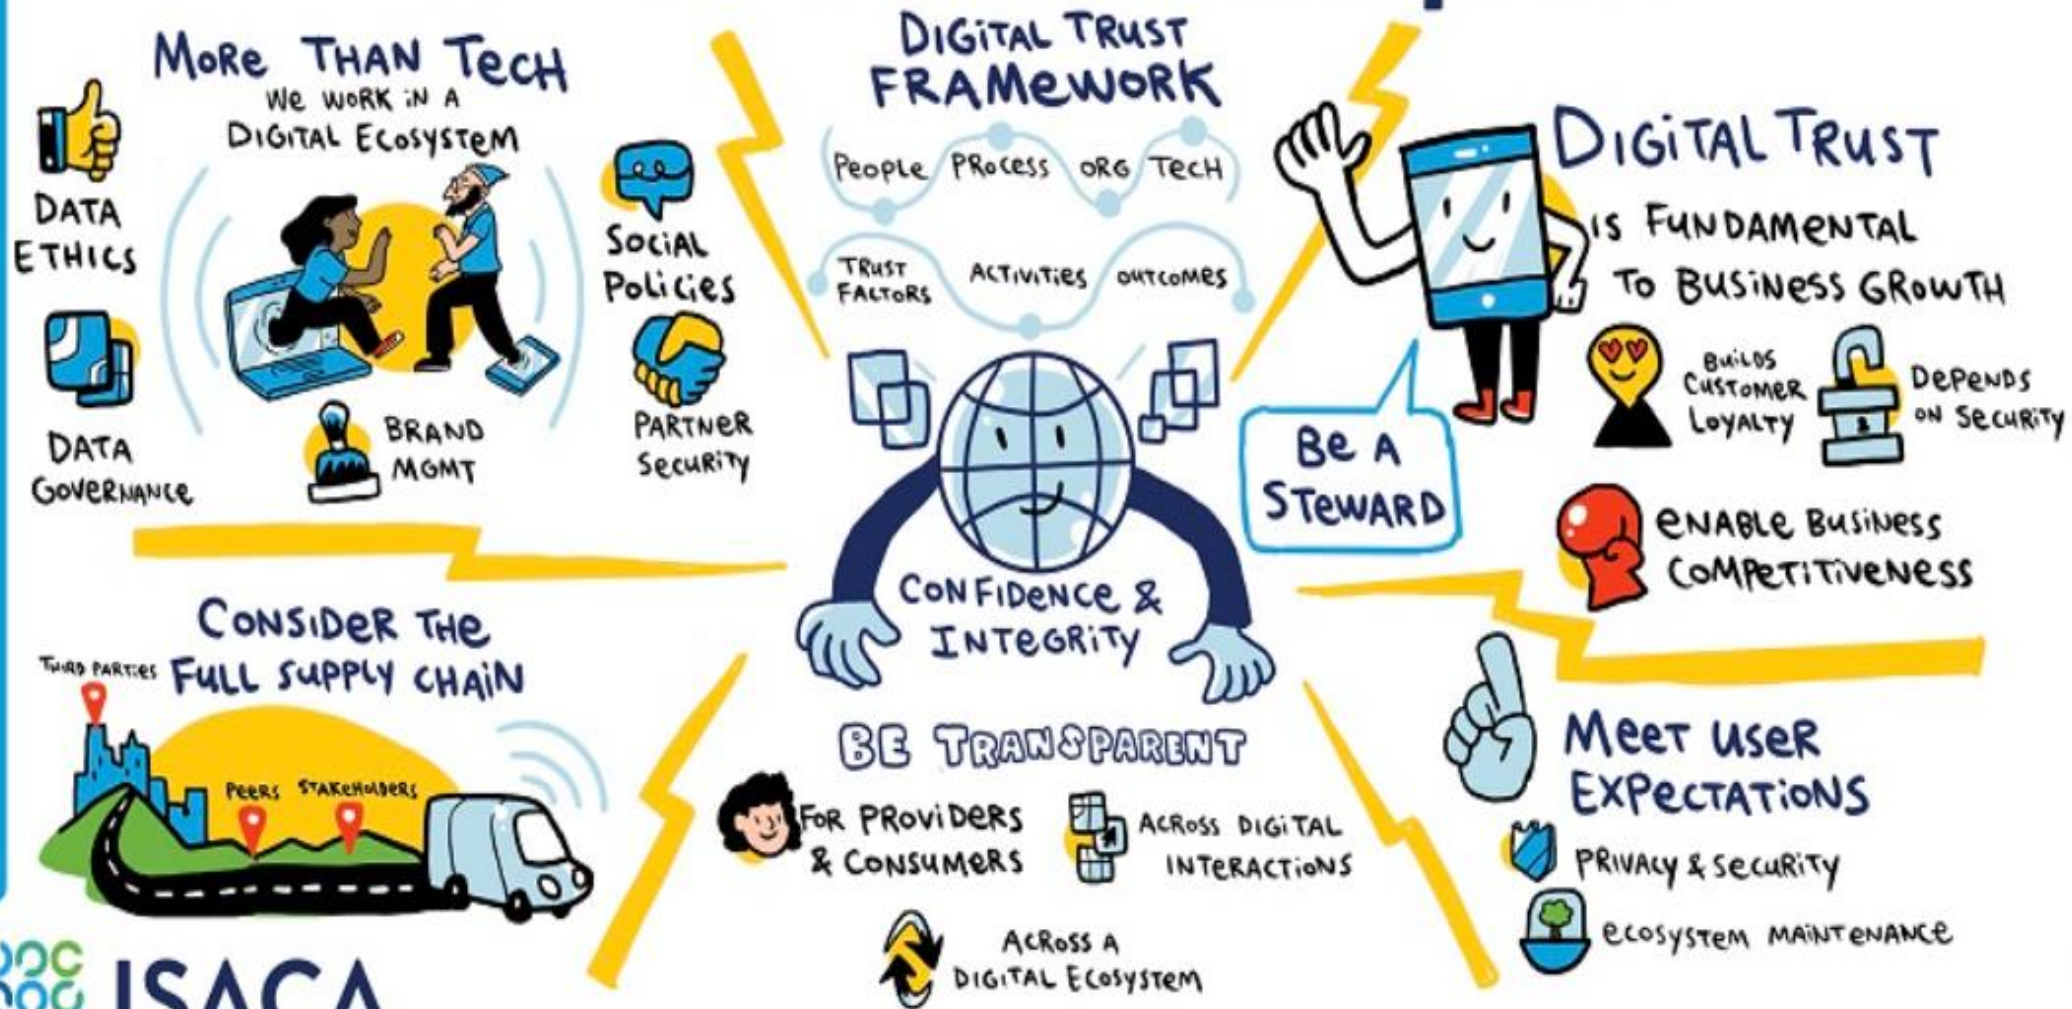 MORE THAN TECH
WE WORK IN A
DIGITAL ECOSYSTEM
DATA
ETHICS
DATA
GOVERNANCE
BRAND
MGMT
SOCIAL
POLICIES
PARTNER
SECURITY
DIGITAL TRUST
FRAMEWORK
PEOPLE PROCESS ORG TECH
TRUST
FACTORS
ACTIVITIES
OUTCOMES
CONFIDENCE &
INTEGRITY
DIGITAL TRUST
IS FUNDAMENTAL
TO BUSINESS GROWTH
BUILDS
CUSTOMER
LOYALTY
DEPENDS
ON SECURITY
BE A
STEWARD
ENABLE BUSINESS
COMPETITIVENESS
CONSIDER THE
FULL SUPPLY CHAIN
THIRD PARTIES
PEERS
STAKEHOLDERS
BE TRANSPARENT
FOR PROVIDERS
& CONSUMERS
ACROSS DIGITAL
INTERACTIONS
ACROSS A
DIGITAL ECOSYSTEM
MEET USER
EXPECTATIONS
PRIVACY & SECURITY
ECOSYSTEM MAINTENANCE
ISACA